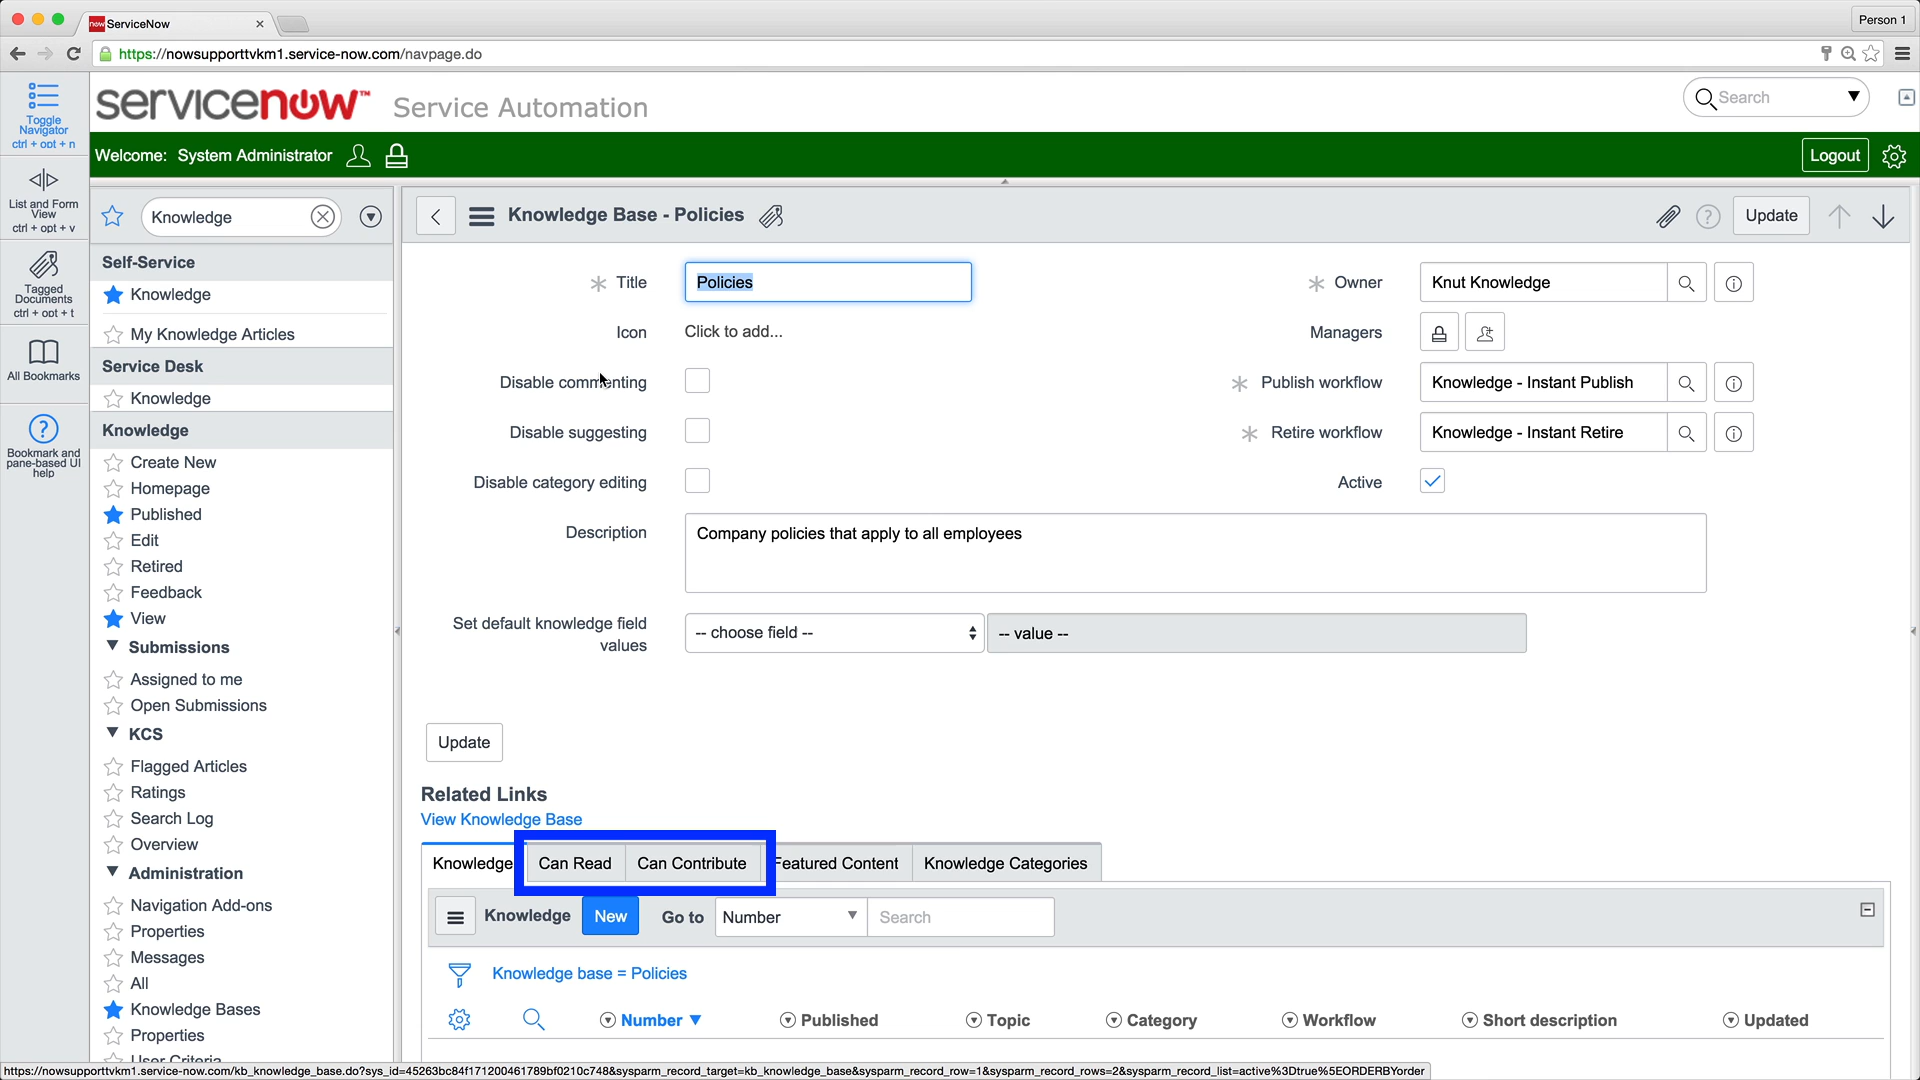 now ServiceNow
Person 1
https://nowsupporttvkm1.service-now.com/navpage.do
servicenow™ Service Automation
Search
Welcome: System Administrator
Logout
Toggle
Navigator
ctrl + opt + n
List and Form
View
ctrl + opt + v
Tagged
Documents
ctrl + opt + t
All Bookmarks
Bookmark and
pane-based UI
help
Knowledge
Self-Service
Knowledge
My Knowledge Articles
Service Desk
Knowledge
Knowledge
Create New
Homepage
Published
Edit
Retired
Feedback
View
Submissions
Assigned to me
Open Submissions
KCS
Flagged Articles
Ratings
Search Log
Overview
Administration
Navigation Add-ons
Properties
Messages
All
Knowledge Bases
Properties
User Criteria
Knowledge Base - Policies
Update
Title Policies
Owner Knut Knowledge
Icon Click to add...
Managers
Disable commenting
Publish workflow Knowledge - Instant Publish
Disable suggesting
Retire workflow Knowledge - Instant Retire
Disable category editing
Active
Description Company policies that apply to all employees
Set default knowledge field
values
-- choose field --
-- value --
Update
Related Links
View Knowledge Base
Knowledge Can Read Can Contribute Featured Content Knowledge Categories
Knowledge New Go to Number Search
Knowledge base = Policies
Number Published Topic Category Workflow Short description Updated
https://nowsupporttvkm1.service-now.com/kb_knowledge_base.do?sys_id=45263bc84f171200461789bf0210c748&sysparm_record_target=kb_knowledge_base&sysparm_record_row=1&sysparm_record_rows=2&sysparm_record_list=active%3Dtrue%5EORDERBYorder